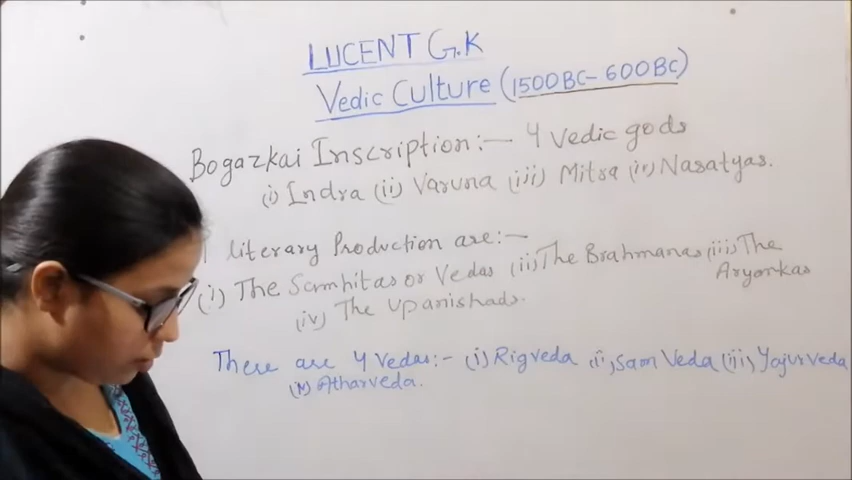 LUCENT G.K
Vedic Culture (1500BC- 600BC)
Bogazkai Inscription:- 4 Vedic gods
(i) Indra (ii) Varuna (iii) Mitra (iv) Nasatyas.
literary Production are:-
(i) The Samhitas or Vedas (ii) The Brahmanas (iii) The
Aryonkas
(iv) The Upanishads.
There are 4 Vedas:- (i) Rigveda (ii) Sam Veda (iii) Yajurveda
(iv) Atharveda.